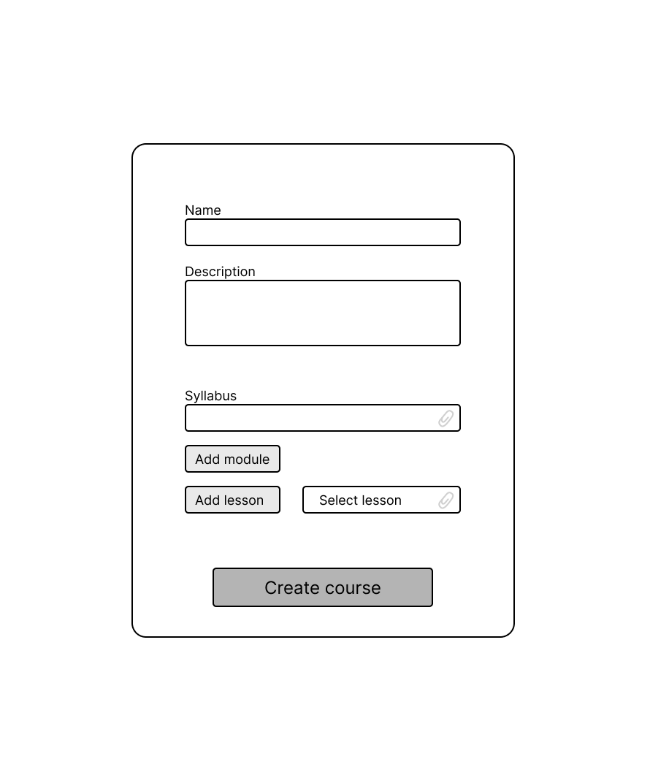 Name
Description
Syllabus
Add module
Add lesson
Select lesson
Create course